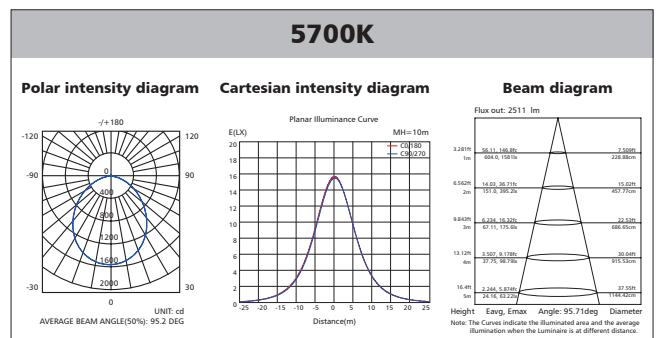 5700K
Polar intensity diagram
-/+180
-120
120
-90
90
-30
30
0
0
400
800
1200
1600
2000
UNIT: cd
AVERAGE BEAM ANGLE(50%): 95.2 DEG
Cartesian intensity diagram
Planar Illuminance Curve
E(LX)
MH=10m
C0/180
C90/270
20
18
16
14
12
10
8
6
4
2
0
-25 -20 -15 -10 -5 0 5 10 15 20 25
Distance(m)
Beam diagram
Flux out: 2511 lm
3.281ft 56.11, 146.8fc 7.509ft
1m 604.0, 1581lx 228.88cm
6.562ft 14.03, 36.71fc 15.02ft
2m 151.0, 395.2lx 457.77cm
9.843ft 6.234, 16.32fc 22.53ft
3m 67.11, 175.6lx 686.65cm
13.12ft 3.507, 9.178fc 30.04ft
4m 37.75, 98.79lx 915.53cm
16.4ft 2.244, 5.874fc 37.55ft
5m 24.16, 63.22lx 1144.42cm
Height Eavg, Emax Angle: 95.71deg Diameter
Note: The Curves indicate the illuminated area and the average
illumination when the Luminaire is at different distance.